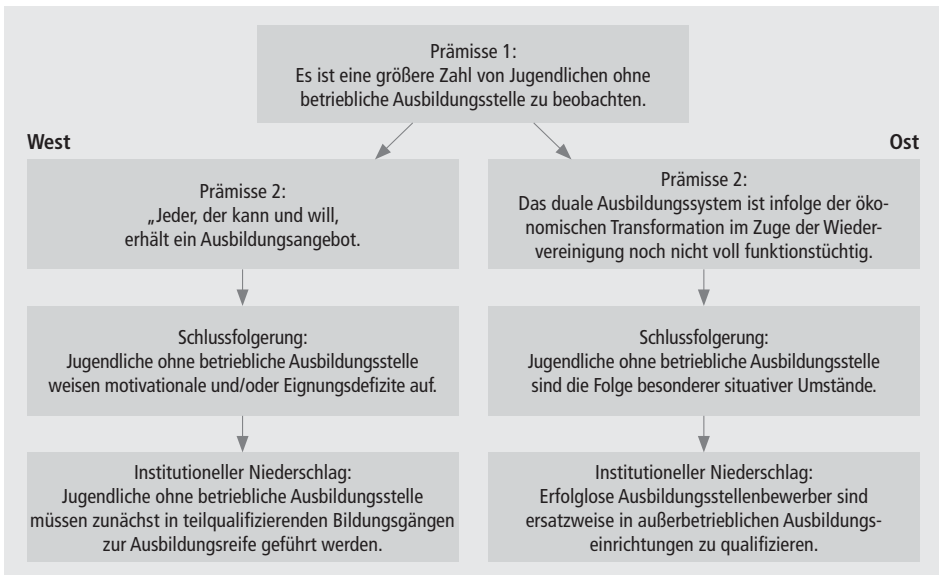 Prämisse 1:
Es ist eine größere Zahl von Jugendlichen ohne
betriebliche Ausbildungsstelle zu beobachten.
West
Ost
Prämisse 2:
„Jeder, der kann und will,
erhält ein Ausbildungsangebot.
Prämisse 2:
Das duale Ausbildungssystem ist infolge der öko-
nomischen Transformation im Zuge der Wieder-
vereinigung noch nicht voll funktionstüchtig.
Schlussfolgerung:
Jugendliche ohne betriebliche Ausbildungsstelle
weisen motivationale und/oder Eignungsdefizite auf.
Schlussfolgerung:
Jugendliche ohne betriebliche Ausbildungsstelle
sind die Folge besonderer situativer Umstände.
Institutioneller Niederschlag:
Jugendliche ohne betriebliche Ausbildungsstelle
müssen zunächst in teilqualifizierenden Bildungsgängen
zur Ausbildungsreife geführt werden.
Institutioneller Niederschlag:
Erfolglose Ausbildungsstellenbewerber sind
ersatzweise in außerbetrieblichen Ausbildungs-
einrichtungen zu qualifizieren.